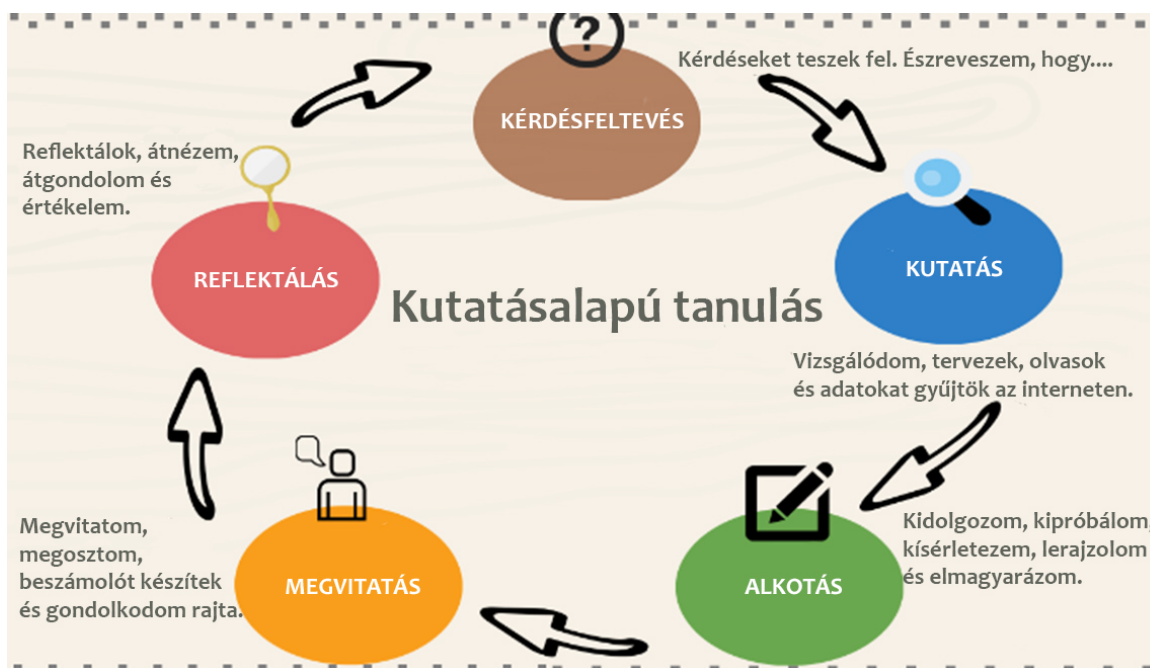 ?
Kérdéseket teszek fel. Észreveszem, hogy....
KÉRDÉSFELTEVÉS
Reflektálok, átnézem,
átgondolom és
értékelem.
REFLEKTÁLÁS
KUTATÁS
Kutatásalapú tanulás
Vizsgálódom, tervezek, olvasok
és adatokat gyűjtök az interneten.
Megvitatom,
megosztom,
beszámolót készítek
és gondolkodom rajta.
MEGVITATÁS
ALKOTÁS
Kidolgozom, kipróbálom,
kísérletezem, lerajzolom
és elmagyarázom.